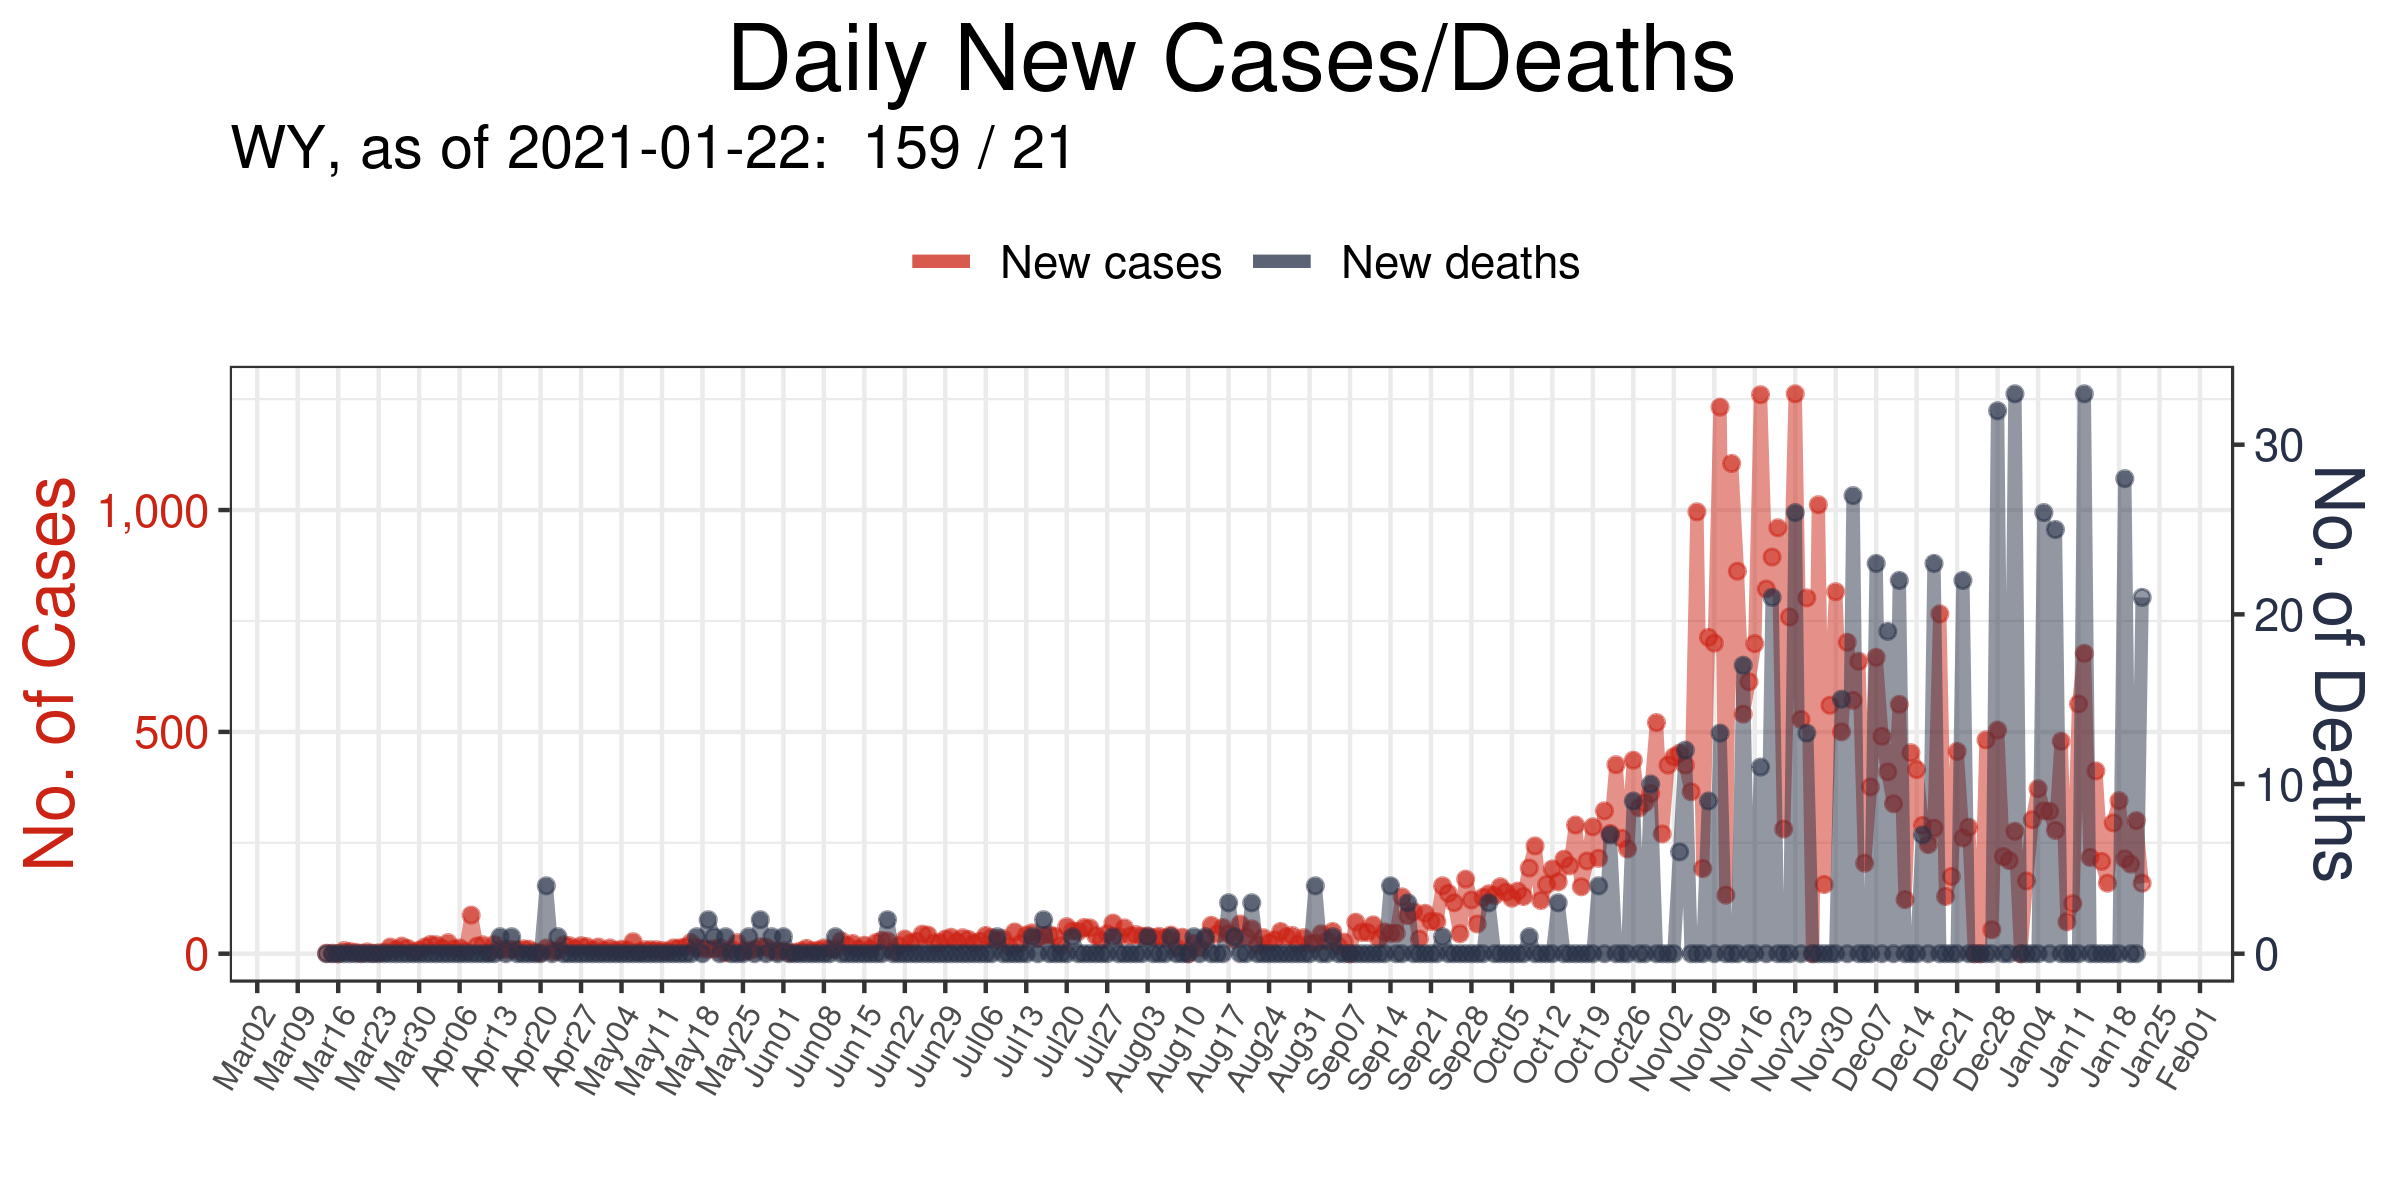 Daily New Cases/Deaths
WY, as of 2021-01-22:  159 / 21
New cases
New deaths
No. of Cases
1,000
500
0
30
20
10
0
No. of Deaths
Mar02 Mar09 Mar16 Mar23 Mar30 Apr06 Apr13 Apr20 Apr27 May04 May11 May18 May25 Jun01 Jun08 Jun15 Jun22 Jun29 Jul06 Jul13 Jul20 Jul27 Aug03 Aug10 Aug17 Aug24 Aug31 Sep07 Sep14 Sep21 Sep28 Oct05 Oct12 Oct19 Oct26 Nov02 Nov09 Nov16 Nov23 Nov30 Dec07 Dec14 Dec21 Dec28 Jan04 Jan11 Jan18 Jan25 Feb01